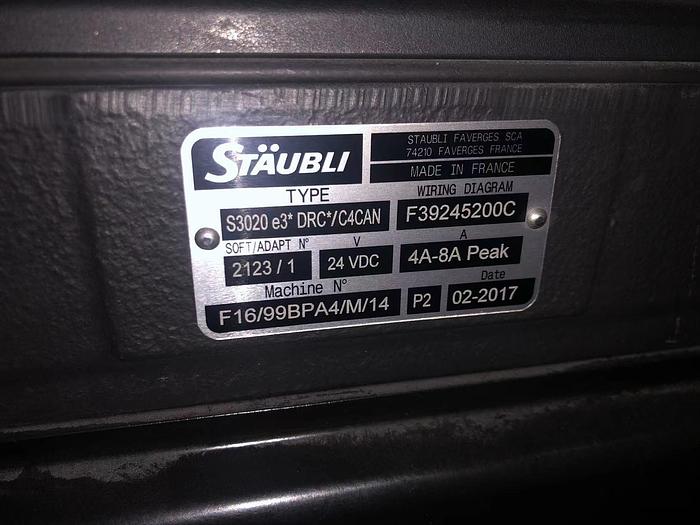 STÄUBLI
STAUBLI FAVERGES SCA
74210 FAVERGES FRANCE
MADE IN FRANCE
TYPE
WIRING DIAGRAM
S3020 e3* DRC*/C4CAN
F39245200C
SOFT/ADAPT N° V A
2123 / 1 24 VDC 4A-8A Peak
Machine N° Date
F16/99BPA4/M/14 P2 02-2017